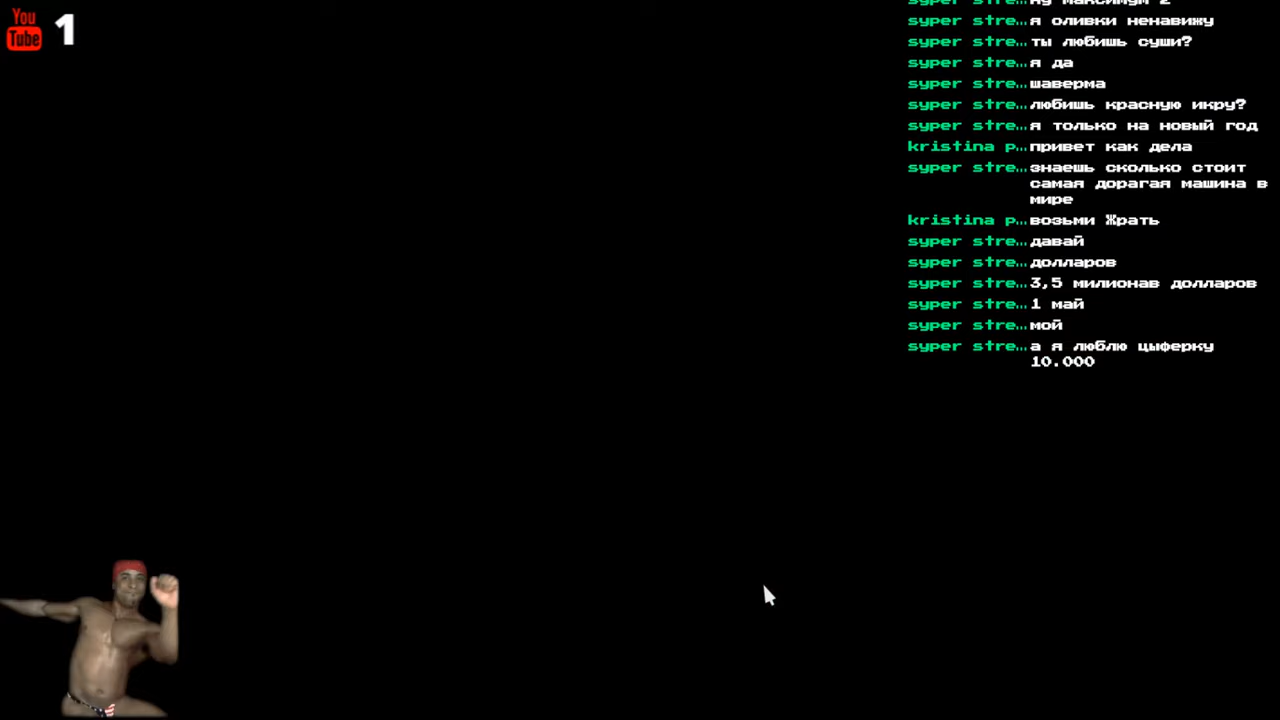 You
Tube 1
super stre… ну максимум 2
syper stre… я оливки ненавижу
syper stre… ты любишь суши?
syper stre… я да
syper stre… шаверма
syper stre… любишь красную икру?
syper stre… я только на новый год
kristina p… привет как дела
syper stre… знаешь сколько стоит
самая дорагая машина в
мире
kristina p… возьми Жрать
syper stre… давай
syper stre… долларов
syper stre… 3,5 милионав долларов
syper stre… 1 май
syper stre… мой
syper stre… а я люблю цыферку
10.000